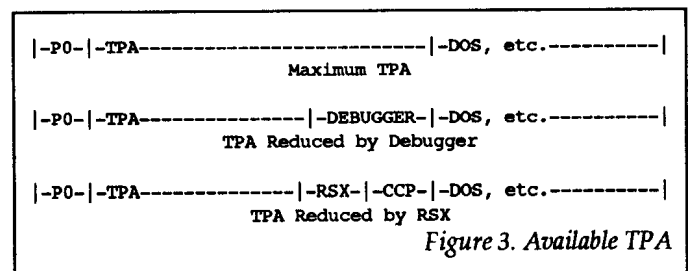 |-P0-|-TPA--------------------------|-DOS, etc.-----------|
Maximum TPA
|-P0-|-TPA---------------|-DEBUGGER-|-DOS, etc.-----------|
TPA Reduced by Debugger
|-P0-|-TPA--------------|-RSX-|-CCP-|-DOS, etc.-----------|
TPA Reduced by RSX
Figure 3. Available TPA